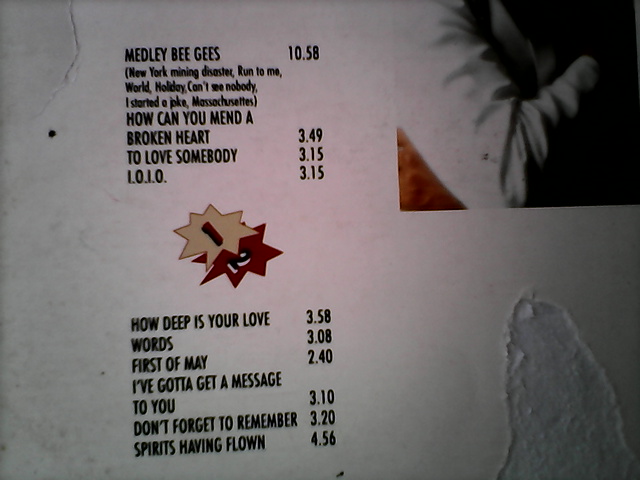 MEDLEY BEE GEES 10.58
(New York mining disaster, Run to me,
World, Holiday, Can't see nobody,
I started a joke, Massachusetts)
HOW CAN YOU MEND A
BROKEN HEART 3.49
TO LOVE SOMEBODY 3.15
I.O.I.O. 3.15
1
2
HOW DEEP IS YOUR LOVE 3.58
WORDS 3.08
FIRST OF MAY 2.40
I'VE GOTTA GET A MESSAGE
TO YOU 3.10
DON'T FORGET TO REMEMBER 3.20
SPIRITS HAVING FLOWN 4.56